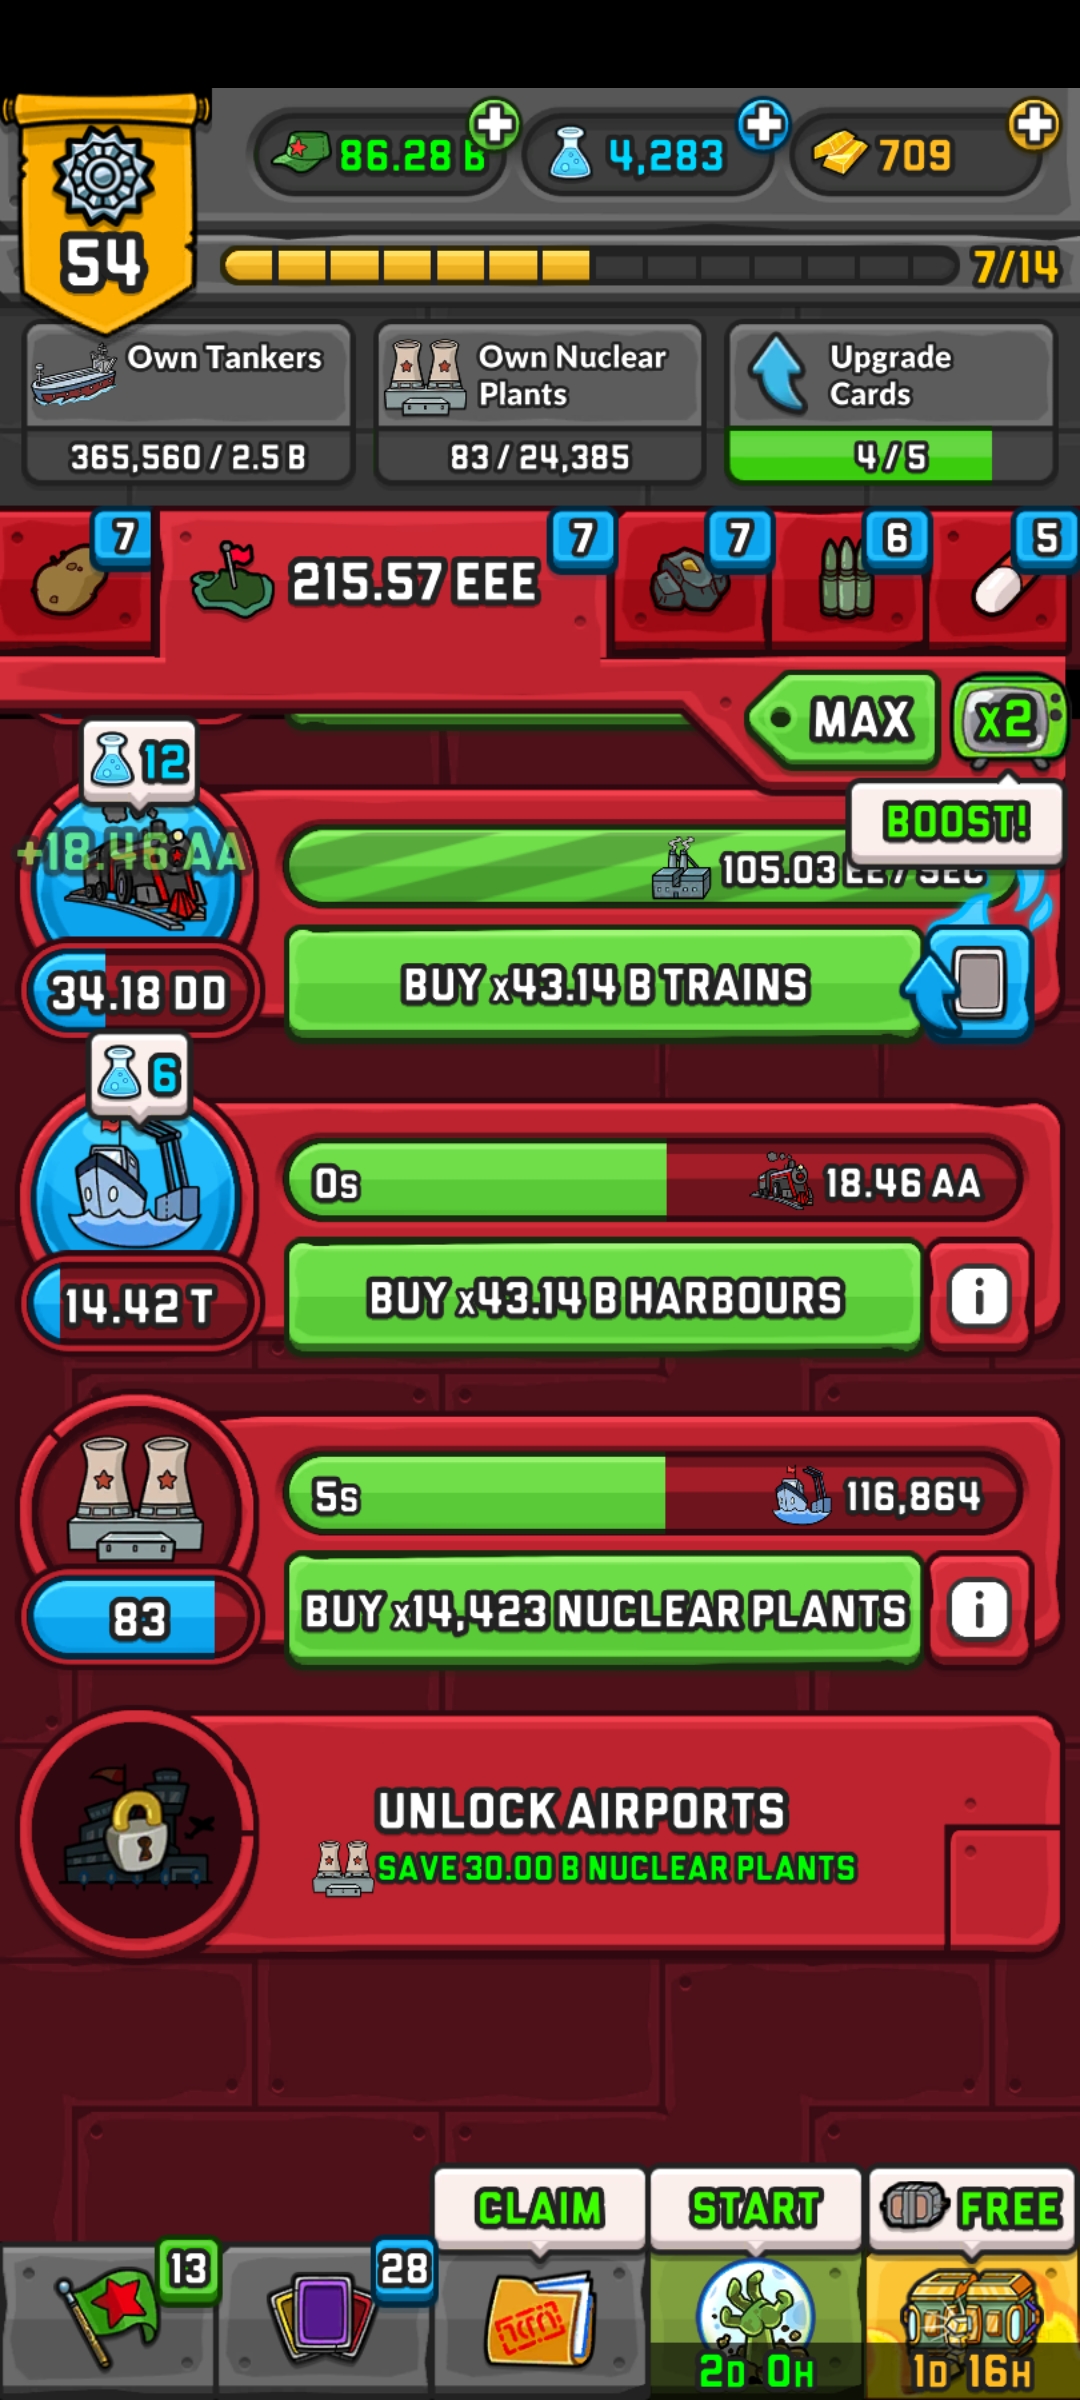 54
86.28 B
4,283
709
7/14
Own Tankers
365,560 / 2.5 B
Own Nuclear
Plants
83 / 24,385
Upgrade
Cards
4 / 5
7
215.57 EEE
7
7
6
5
MAX
x2
BOOST!
12
+18.46 AA
105.03 EE / SEC
34.18 DD
BUY x43.14 B TRAINS
6
0s
18.46 AA
14.42 T
BUY x43.14 B HARBOURS
i
5s
116,864
83
BUY x14,423 NUCLEAR PLANTS
i
UNLOCK AIRPORTS
SAVE 30.00 B NUCLEAR PLANTS
CLAIM
START
FREE
13
28
2D 0H
1D 16H